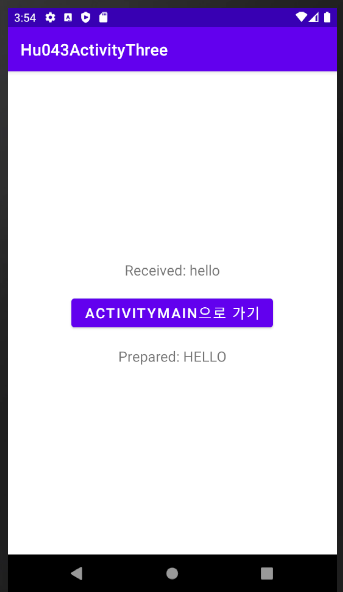 3:54
Hu043ActivityThree
Received: hello
ACTIVITYMAIN으로 가기
Prepared: HELLO